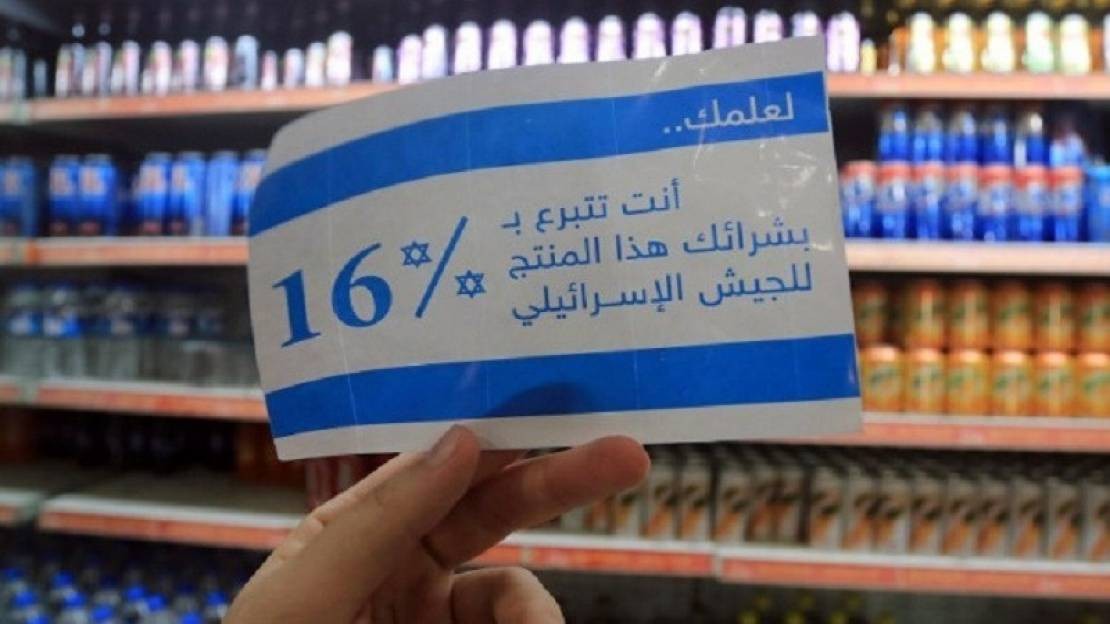 لعلمك..
أنت تتبرع بـ
بشرائك هذا المنتج
للجيش الإسرائيلي
16%